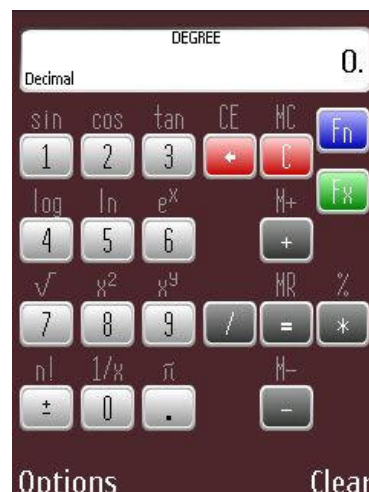 DEGREE
0.
Decimal
sin cos tan CE MC
1 2 3 C Fn
log ln eˣ M+ Fx
4 5 6 +
√ x² xʸ MR %
7 8 9 / = *
n! 1/x π M-
± 0 . -
Options Clear